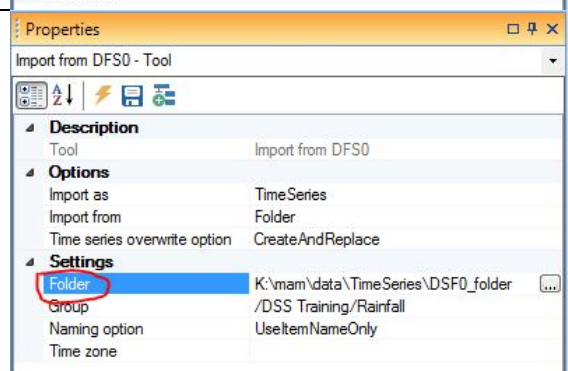 Properties
Import from DFS0 - Tool
Description
Tool Import from DFS0
Options
Import as TimeSeries
Import from Folder
Time series overwrite option CreateAndReplace
Settings
Folder K:\mam\data\TimeSeries\DSF0_folder ...
Group /DSS Training/Rainfall
Naming option UseItemNameOnly
Time zone